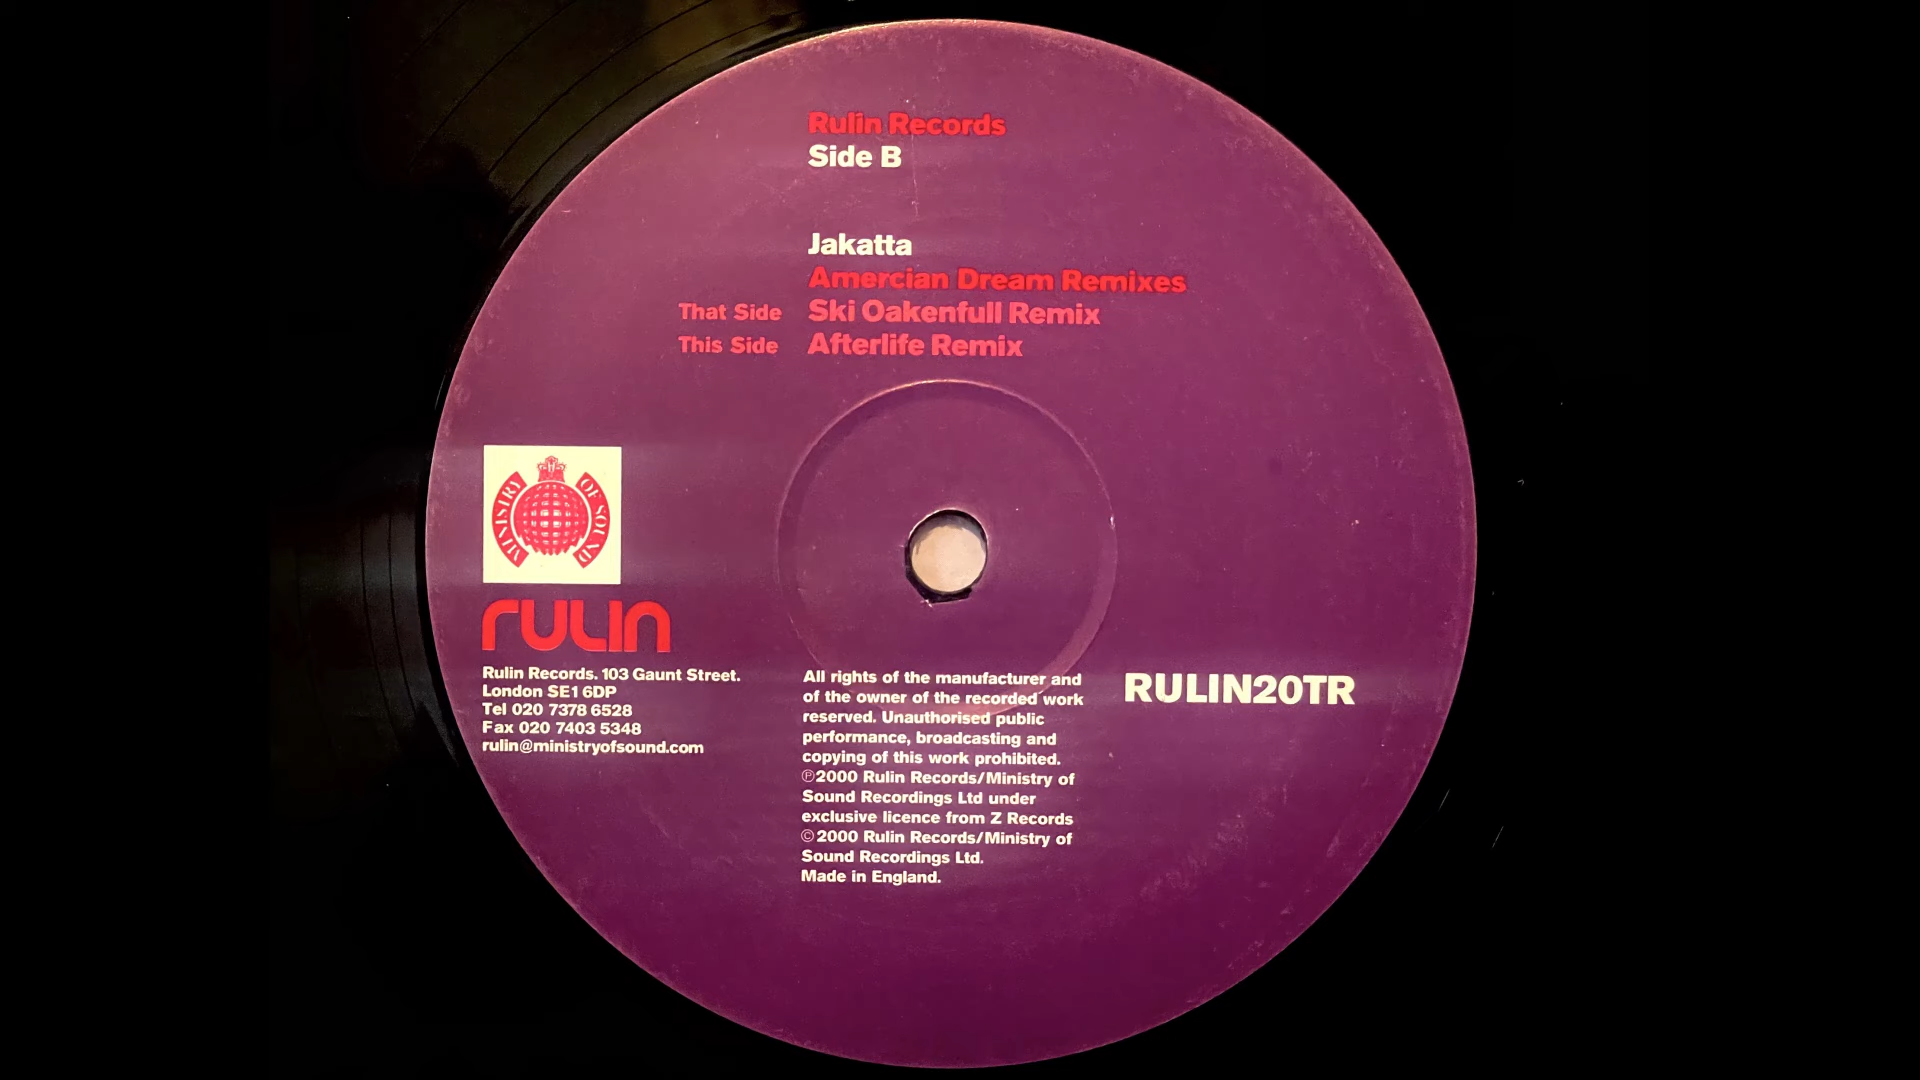 Rulin Records
Side B
Jakatta
Amercian Dream Remixes
That Side Ski Oakenfull Remix
This Side Afterlife Remix
MINISTRY OF SOUND
rulin
Rulin Records. 103 Gaunt Street.
London SE1 6DP
Tel 020 7378 6528
Fax 020 7403 5348
rulin@ministryofsound.com
All rights of the manufacturer and
of the owner of the recorded work
reserved. Unauthorised public
performance, broadcasting and
copying of this work prohibited.
℗2000 Rulin Records/Ministry of
Sound Recordings Ltd under
exclusive licence from Z Records
©2000 Rulin Records/Ministry of
Sound Recordings Ltd.
Made in England.
RULIN20TR